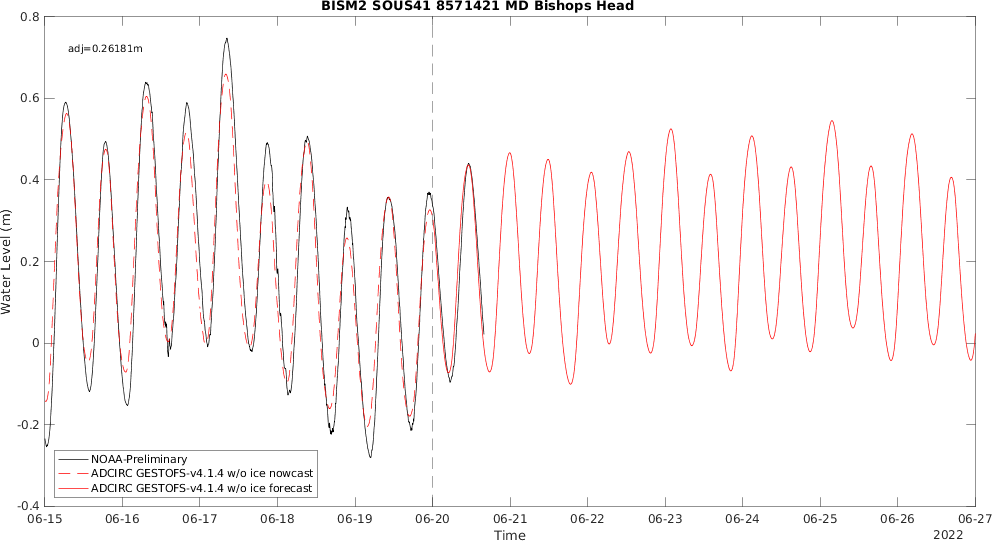 BISM2 SOUS41 8571421 MD Bishops Head
adj=0.26181m
Water Level (m)
0.8
0.6
0.4
0.2
0
-0.2
-0.4
NOAA-Preliminary
ADCIRC GESTOFS-v4.1.4 w/o ice nowcast
ADCIRC GESTOFS-v4.1.4 w/o ice forecast
06-15 06-16 06-17 06-18 06-19 06-20 06-21 06-22 06-23 06-24 06-25 06-26 06-27
Time
2022